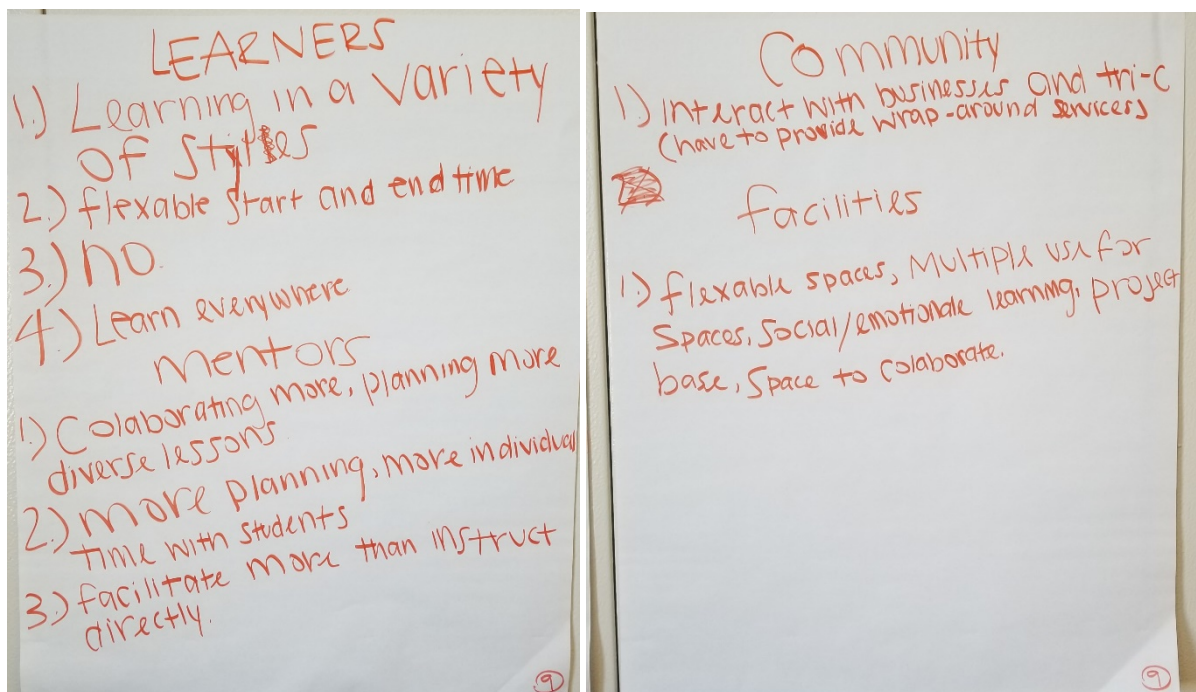 LEARNERS
1.) Learning in a variety
of styles
2.) flexable start and end time
3.) no.
4.) Learn everywhere
mentors
1.) Colaborating more, planning more
diverse lessons
2.) more planning, more individual
time with students
3.) facilitate more than instruct
directly.
9
Community
1.) Interact with businesses and tri-C
(have to provide wrap-around services)
facilities
1.) flexable spaces, Multiple use for
spaces, social/emotionale learning, project
base, space to colaborate.
9